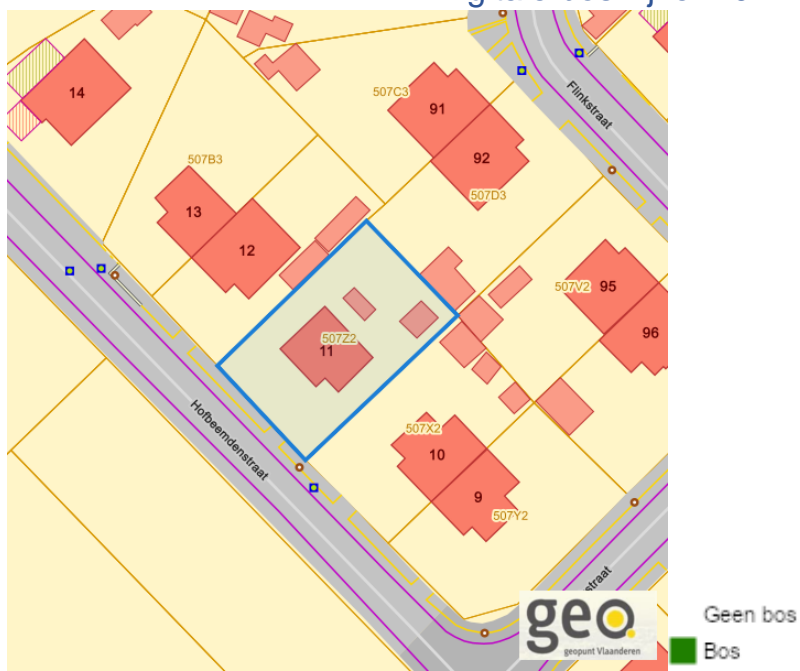 14
507C3
91
Flinkstraat
92
507B3
507D3
13
12
507V2
95
507Z2
11
96
Hofbeemdenstraat
507X2
10
9
507Y2
straat
geo
geopunt Vlaanderen
Geen bos
Bos